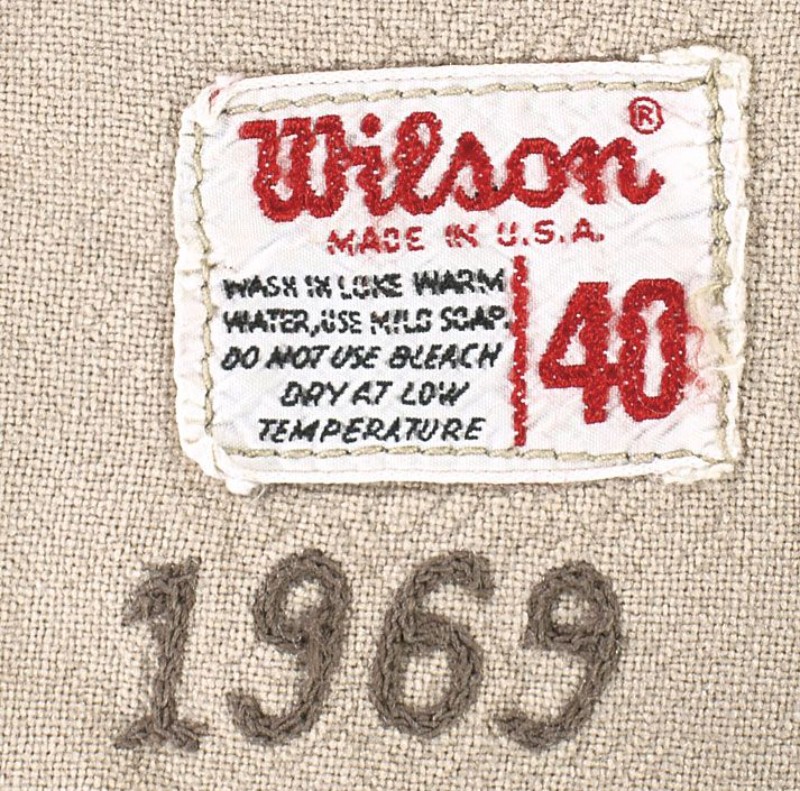 Wilson®
MADE IN U.S.A.
WASH IN LUKE WARM
WATER, USE MILD SOAP.
DO NOT USE BLEACH
DRY AT LOW
TEMPERATURE
40
1969